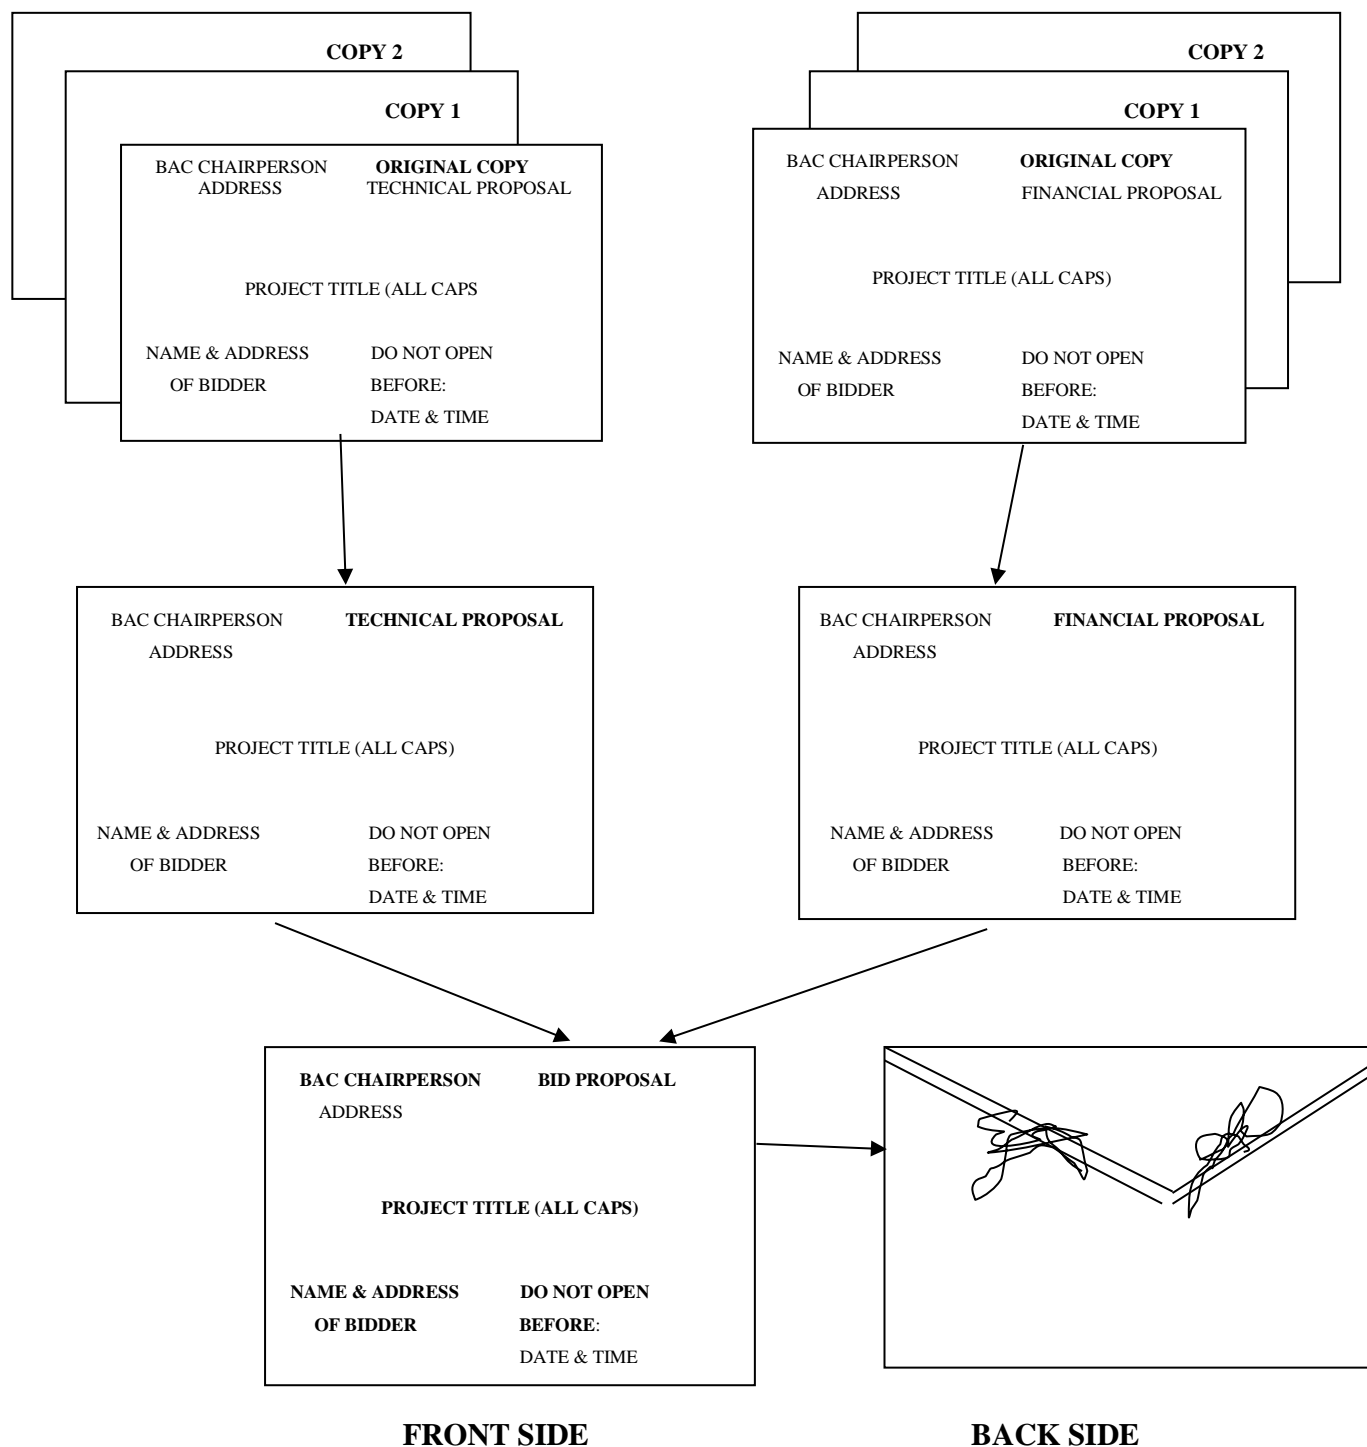 COPY 2
COPY 1
BAC CHAIRPERSON ORIGINAL COPY
ADDRESS TECHNICAL PROPOSAL
PROJECT TITLE (ALL CAPS
NAME & ADDRESS DO NOT OPEN
OF BIDDER BEFORE:
DATE & TIME
COPY 2
COPY 1
BAC CHAIRPERSON ORIGINAL COPY
ADDRESS FINANCIAL PROPOSAL
PROJECT TITLE (ALL CAPS)
NAME & ADDRESS DO NOT OPEN
OF BIDDER BEFORE:
DATE & TIME
BAC CHAIRPERSON TECHNICAL PROPOSAL
ADDRESS
PROJECT TITLE (ALL CAPS)
NAME & ADDRESS DO NOT OPEN
OF BIDDER BEFORE:
DATE & TIME
BAC CHAIRPERSON FINANCIAL PROPOSAL
ADDRESS
PROJECT TITLE (ALL CAPS)
NAME & ADDRESS DO NOT OPEN
OF BIDDER BEFORE:
DATE & TIME
BAC CHAIRPERSON BID PROPOSAL
ADDRESS
PROJECT TITLE (ALL CAPS)
NAME & ADDRESS DO NOT OPEN
OF BIDDER BEFORE:
DATE & TIME
FRONT SIDE BACK SIDE